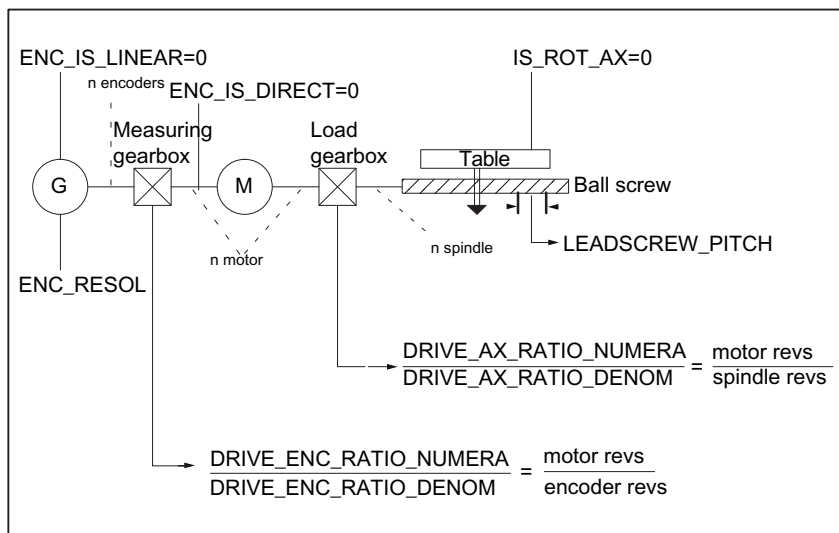 ENC_IS_LINEAR=0
IS_ROT_AX=0
n encoders
ENC_IS_DIRECT=0
Measuring
gearbox
Load
gearbox
Table
G
M
Ball screw
n motor
n spindle
LEADSCREW_PITCH
ENC_RESOL
DRIVE_AX_RATIO_NUMERA
DRIVE_AX_RATIO_DENOM
=
motor revs
spindle revs
DRIVE_ENC_RATIO_NUMERA
DRIVE_ENC_RATIO_DENOM
=
motor revs
encoder revs